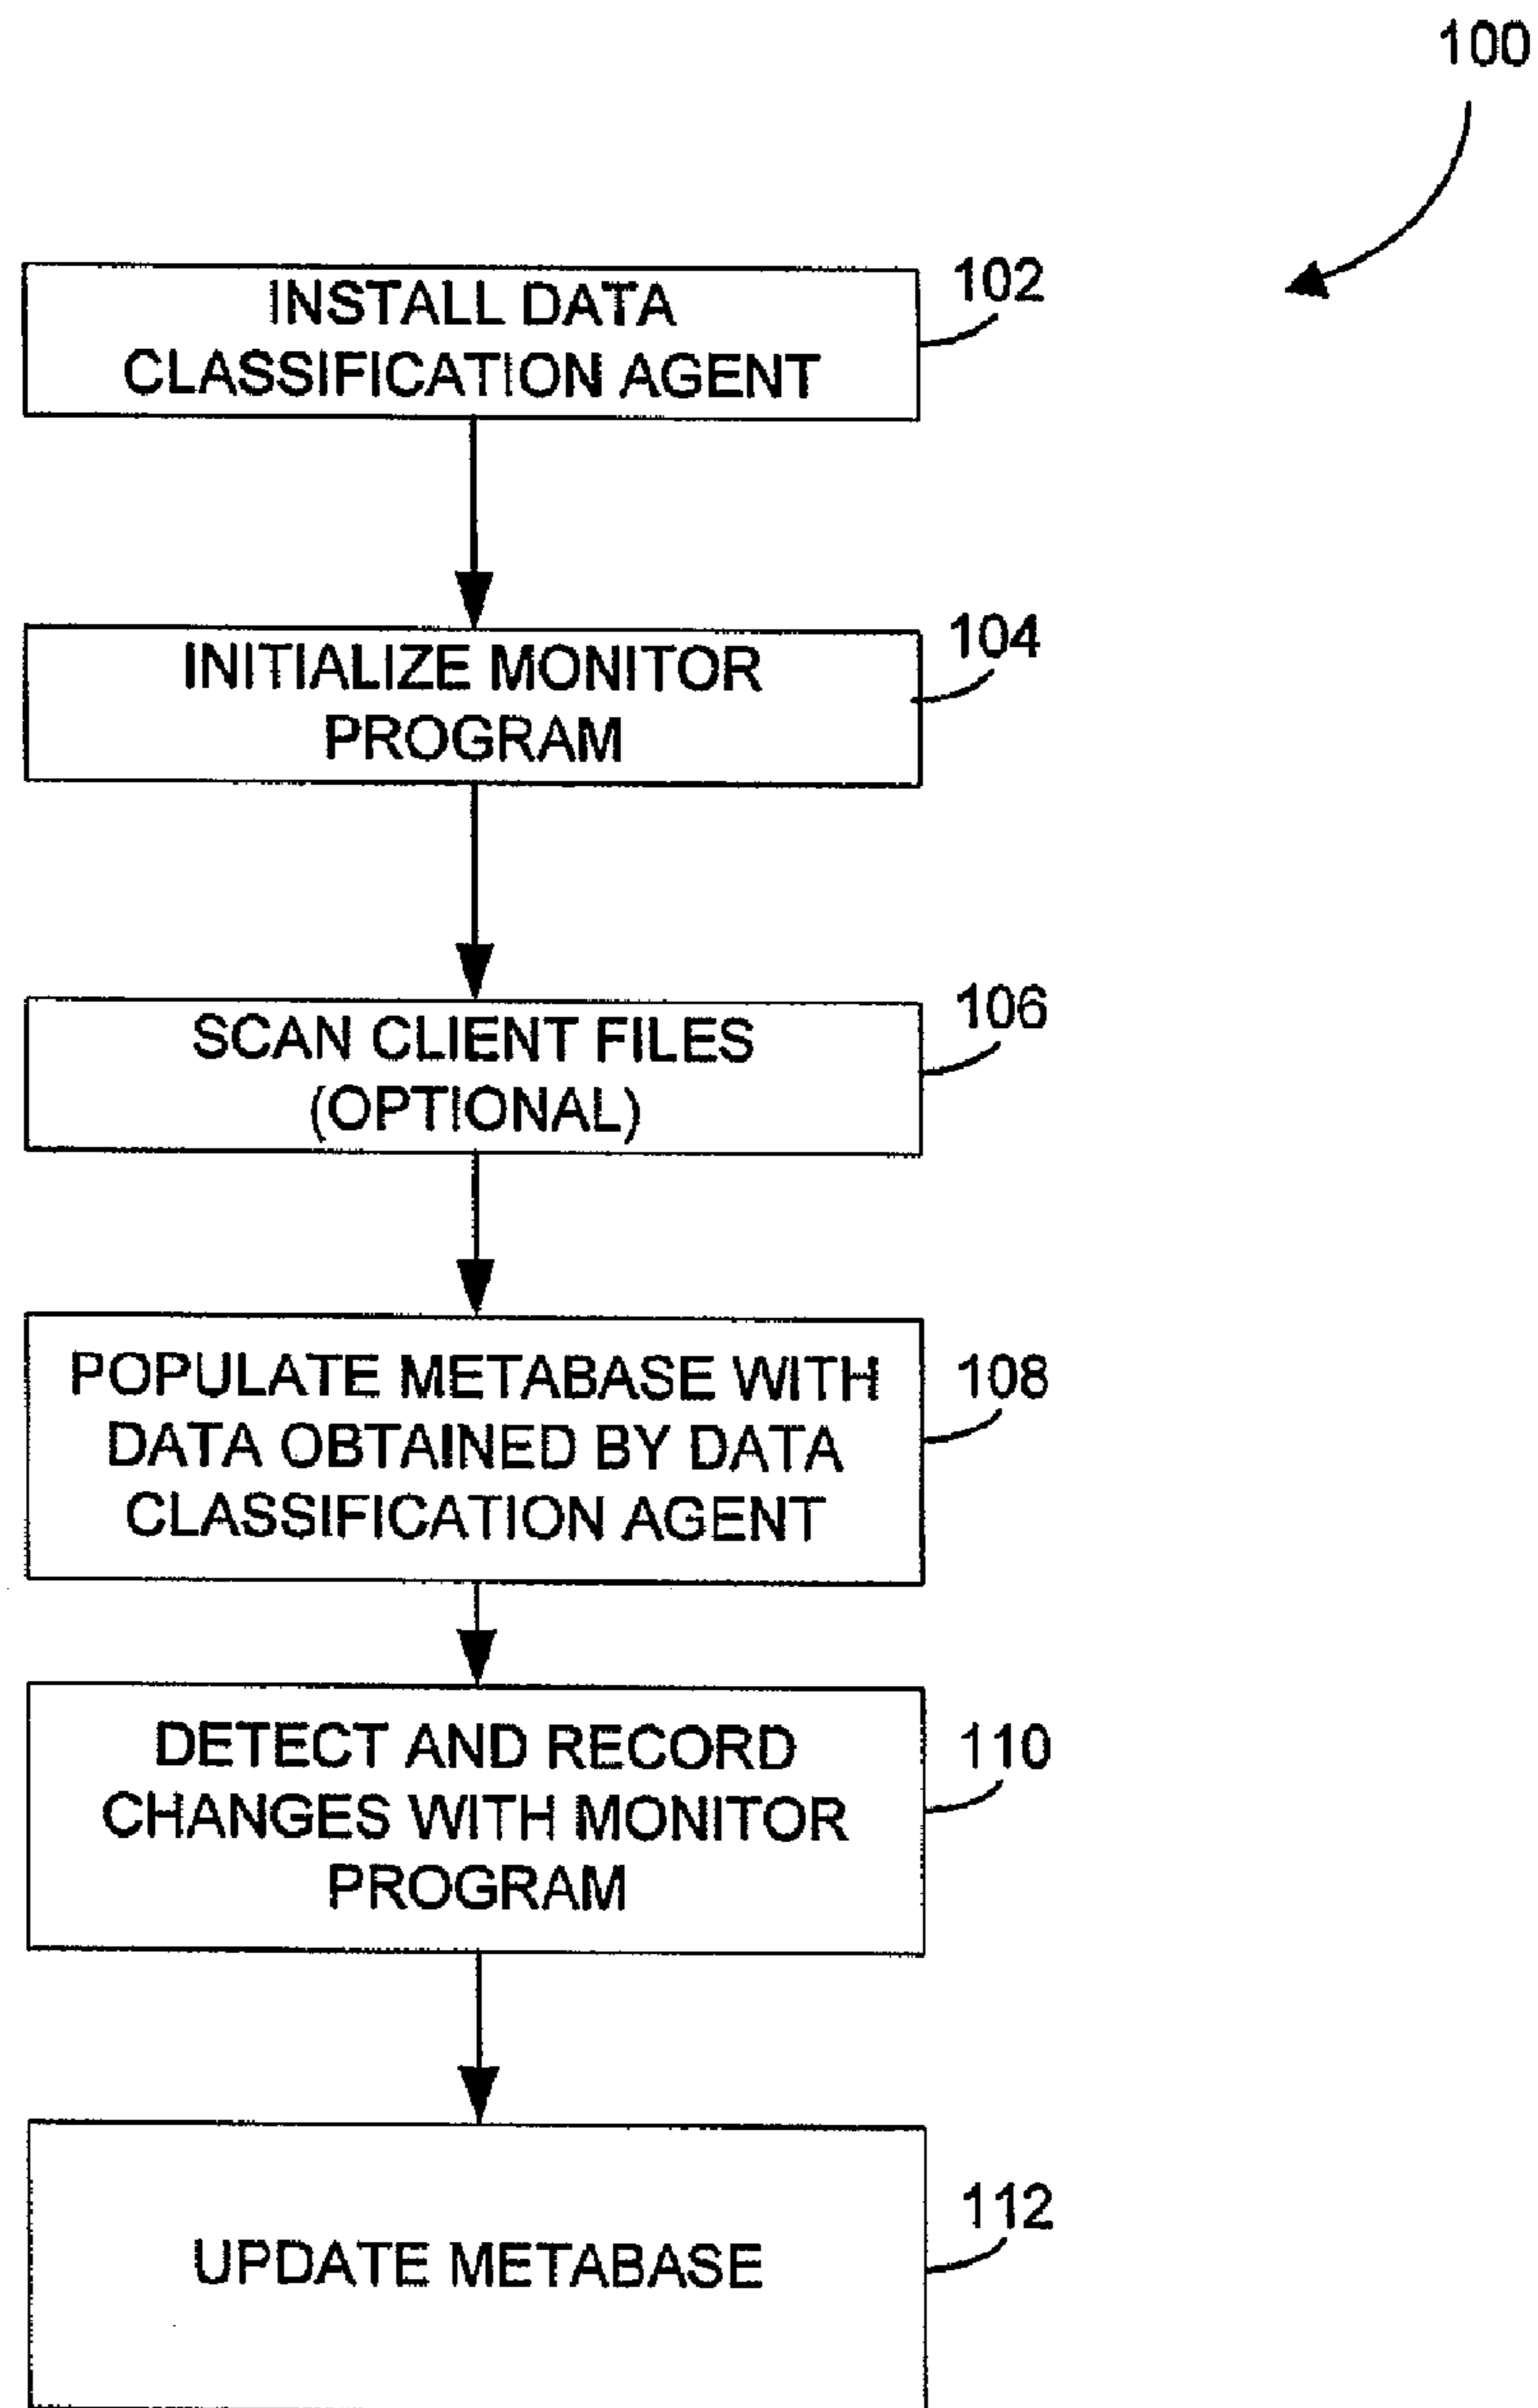 100
INSTALL DATA
CLASSIFICATION AGENT
102
INITIALIZE MONITOR
PROGRAM
104
SCAN CLIENT FILES
(OPTIONAL)
106
POPULATE METABASE WITH
DATA OBTAINED BY DATA
CLASSIFICATION AGENT
108
DETECT AND RECORD
CHANGES WITH MONITOR
PROGRAM
110
UPDATE METABASE
112